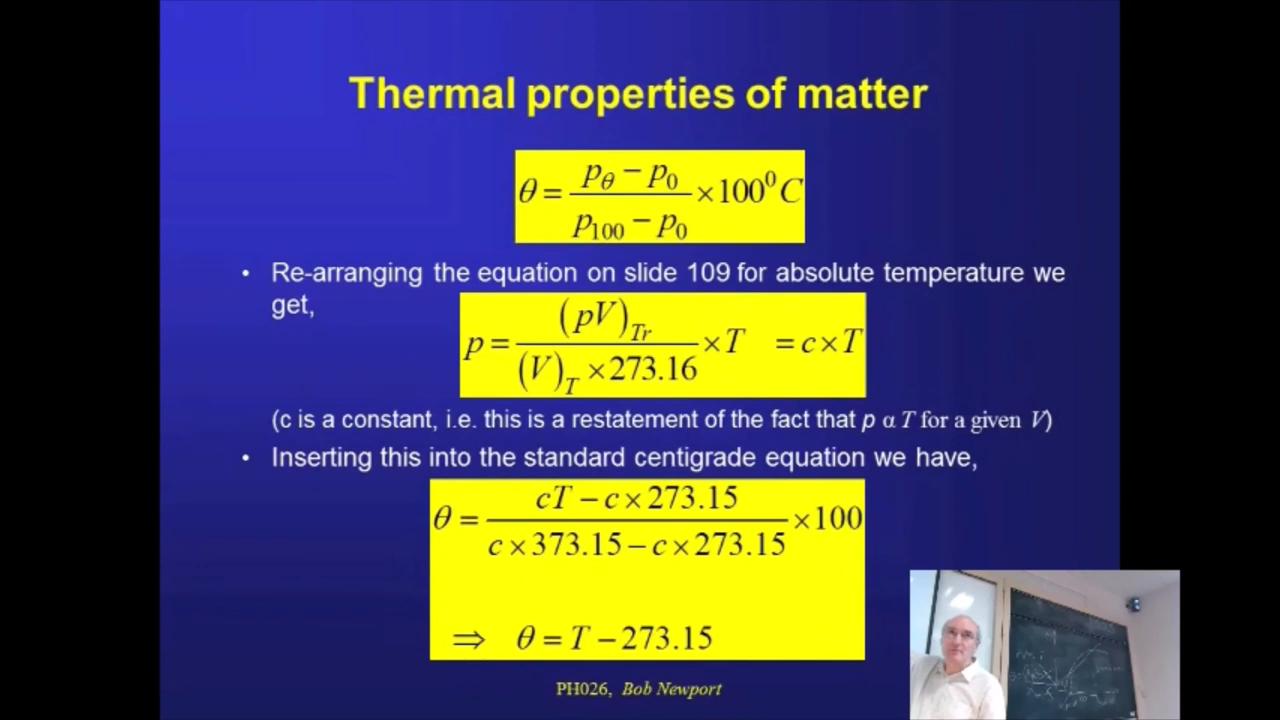 Thermal properties of matter
θ = (p_θ − p_0) / (p_100 − p_0) × 100⁰ C
• Re-arranging the equation on slide 109 for absolute temperature we
get,
p = (pV)_Tr / ((V)_T × 273.16) × T = c × T
(c is a constant, i.e. this is a restatement of the fact that p α T for a given V)
• Inserting this into the standard centigrade equation we have,
θ = (cT − c × 273.15) / (c × 373.15 − c × 273.15) × 100
⇒ θ = T − 273.15
PH026, Bob Newport